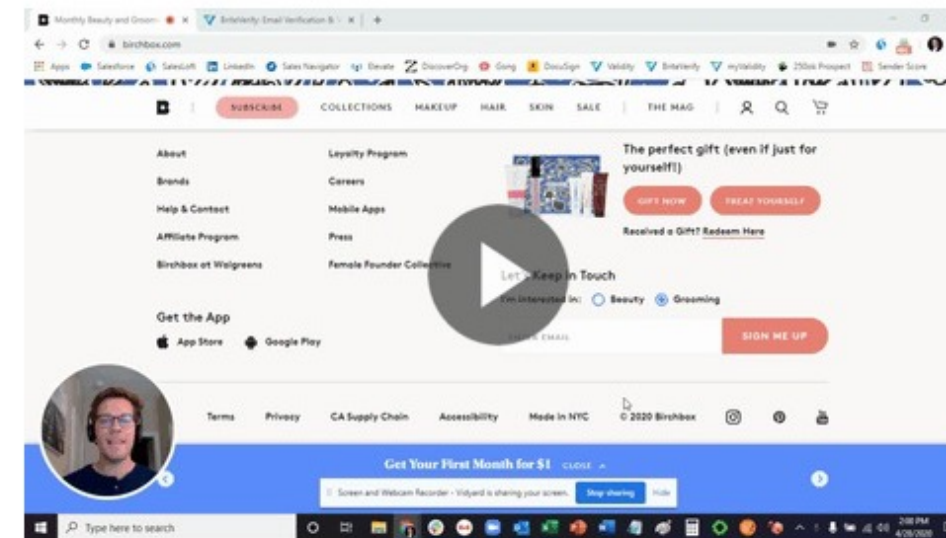 Monthly Beauty and Groom
BriteVerity: Email Verification &
birchbox.com
Apps Salesforce SalesLoft LinkedIn Sales Navigator Elevate DiscoverOrg Gong DocuSign Validity BriteVerify myValidity 250ok Prospect Sender Score
B SUBSCRIBE COLLECTIONS MAKEUP HAIR SKIN SALE THE MAG
About
Brands
Help & Contact
Affiliate Program
Birchbox at Walgreens
Loyalty Program
Careers
Mobile Apps
Press
Female Founder Collective
The perfect gift (even if just for
yourself!)
GIFT NOW TREAT YOURSELF
Received a Gift? Redeem Here
Let's Keep in Touch
I'm interested in: Beauty Grooming
ENTER EMAIL SIGN ME UP
Get the App
App Store Google Play
Terms Privacy CA Supply Chain Accessibility Made in NYC © 2020 Birchbox
Get Your First Month for $1 CLOSE
Screen and Webcam Recorder - Vidyard is sharing your screen. Stop sharing Hide
Type here to search
2:00 PM
4/28/2020